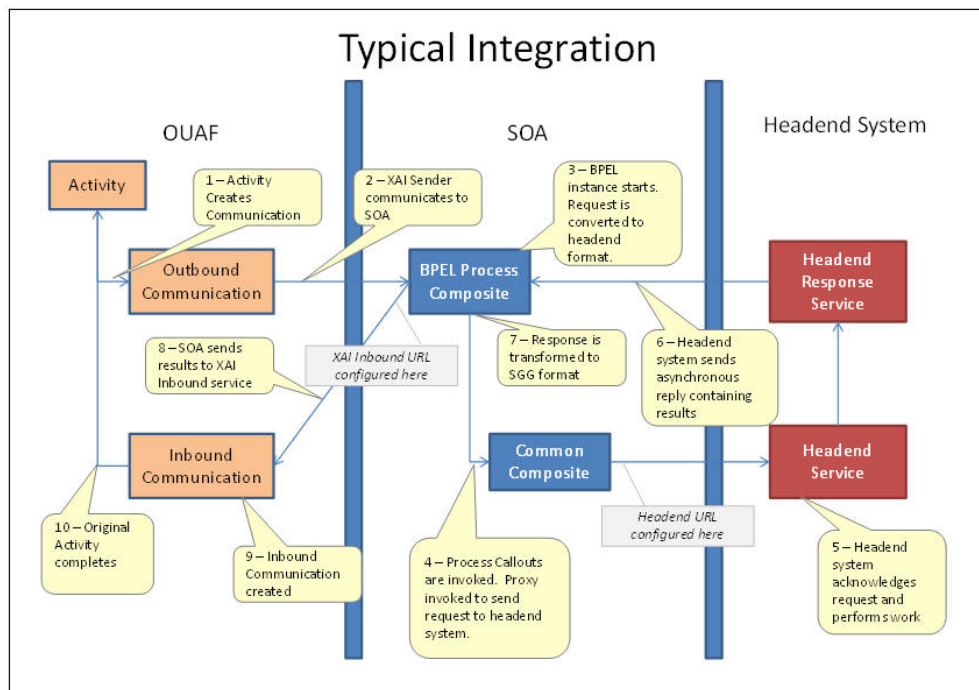 Typical Integration
OUAF
SOA
Headend System
Activity
1 – Activity
Creates
Communication
2 – XAI Sender
communicates to
SOA
3 – BPEL
instance starts.
Request is
converted to
headend
format.
Outbound
Communication
BPEL Process
Composite
Headend
Response
Service
8 – SOA sends
results to XAI
Inbound service
XAI Inbound URL
configured here
7 – Response is
transformed to
SGG format
6 – Headend
system sends
asynchronous
reply containing
results
Inbound
Communication
Common
Composite
Headend
Service
10 – Original
Activity
completes
9 – Inbound
Communication
created
4 – Process Callouts
are invoked. Proxy
invoked to send
request to headend
system.
Headend URL
configured here
5 – Headend
system
acknowledges
request and
performs work